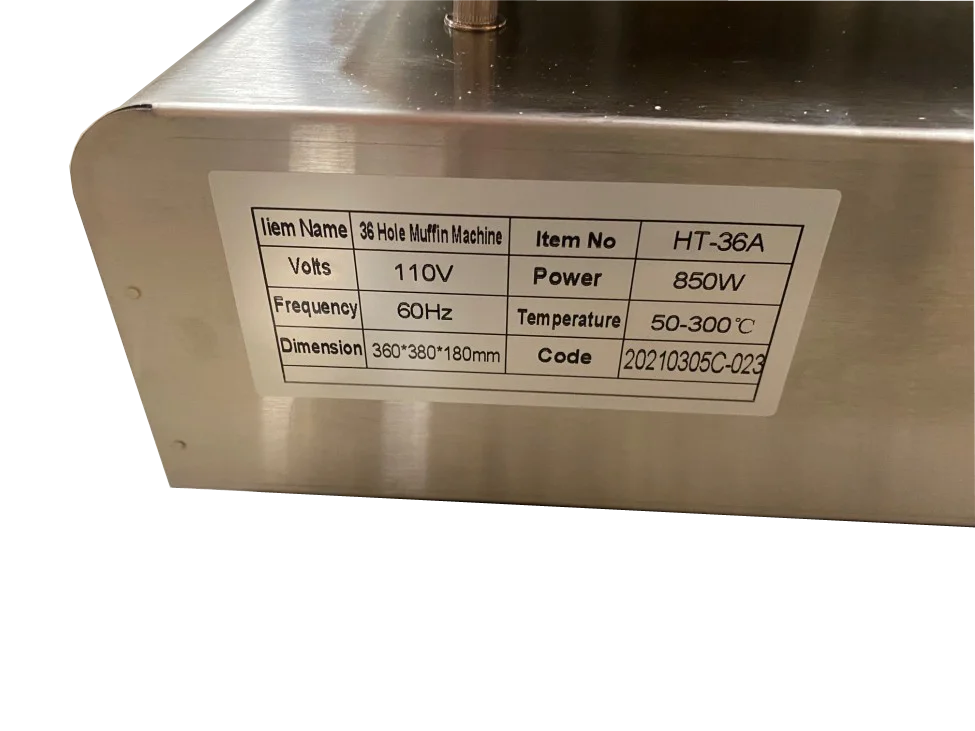 Iiem Name 36 Hole Muffin Machine Item No HT-36A
Volts 110V Power 850W
Frequency 60Hz Temperature 50-300℃
Dimension 360*380*180mm Code 20210305C-023